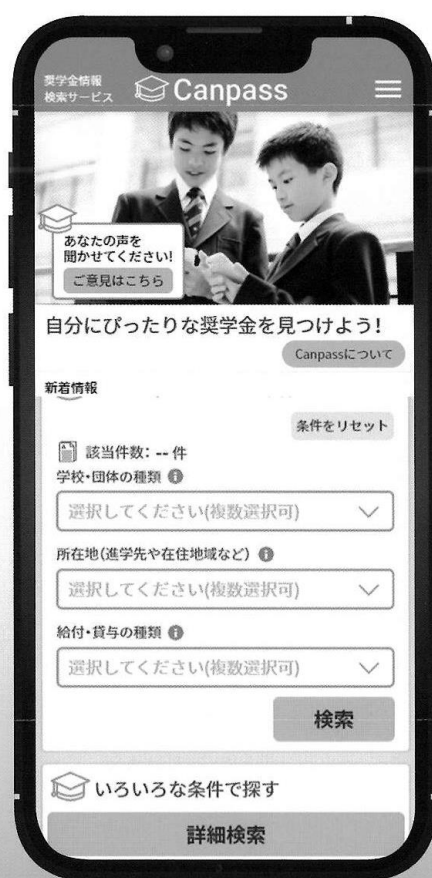 奨学金情報
検索サービス
Canpass
あなたの声を
聞かせてください!
ご意見はこちら
自分にぴったりな奨学金を見つけよう!
Canpassについて
新着情報
条件をリセット
該当件数: -- 件
学校・団体の種類
選択してください(複数選択可)
所在地(進学先や在住地域など)
選択してください(複数選択可)
給付・貸与の種類
選択してください(複数選択可)
検索
いろいろな条件で探す
詳細検索